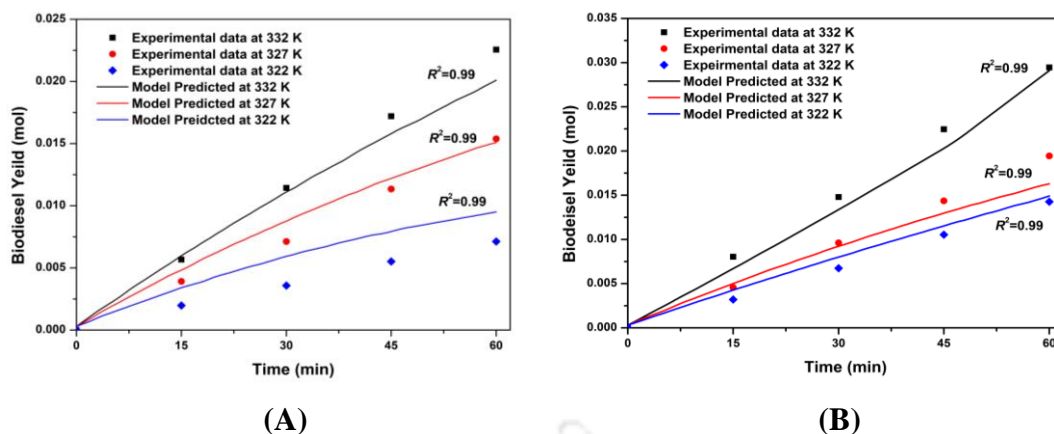 Biodiesel Yeild (mol)
0.025
0.020
0.015
0.010
0.005
0.000
Experimental data at 332 K
Experimental data at 327 K
Experimental data at 322 K
Model Predicted at 332 K
Model Predicted at 327 K
Model Preidcted at 322 K
R²=0.99
R²=0.99
R²=0.99
0 15 30 45 60
Time (min)
(A)
Biodeisel Yeild (mol)
0.035
0.030
0.025
0.020
0.015
0.010
0.005
0.000
Experimental data at 332 K
Experimental data at 327 K
Expeirmental data at 322 K
Model Predicted at 332 K
Model Predicted at 327 K
Model Predicted at 322 K
R²=0.99
R²=0.99
R²=0.99
0 15 30 45 60
Time (min)
(B)